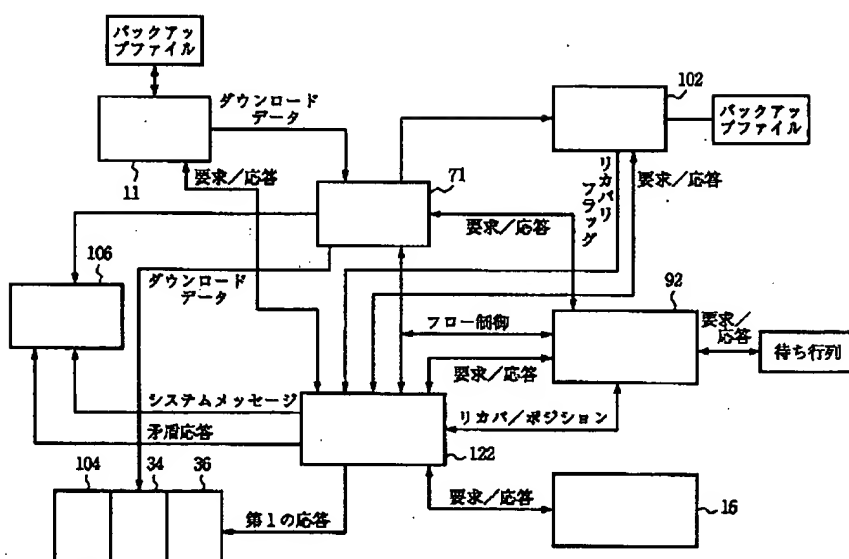 バックアッ
プファイル
ダウンロード
データ
11
要求／応答
71
102
バックアッ
プファイル
リカバリ
フラッグ
要求／応答
要求／応答
106
ダウンロード
データ
92
フロー制御
要求／
応答
待ち行列
要求／応答
システムメッセージ
リカバ／ポジション
矛盾応答
122
104
34
36
第1の応答
要求／応答
16